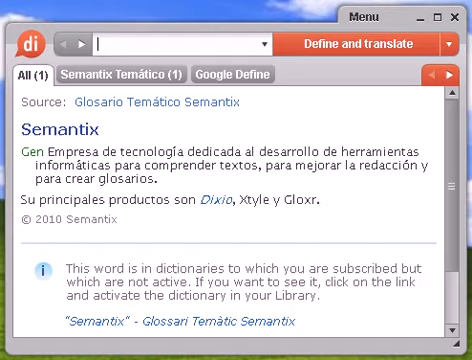 Menu
di
Define and translate
All (1)
Semantix Temático (1)
Google Define
Source: Glosario Temático Semantix
Semantix
Gen Empresa de tecnología dedicada al desarrollo de herramientas
informáticas para comprender textos, para mejorar la redacción y
para crear glosarios.
Su principales productos son Dixio, Xtyle y Gloxr.
© 2010 Semantix
i
This word is in dictionaries to which you are subscribed but
which are not active. If you want to see it, click on the link
and activate the dictionary in your Library.
"Semantix" - Glossari Temàtic Semantix